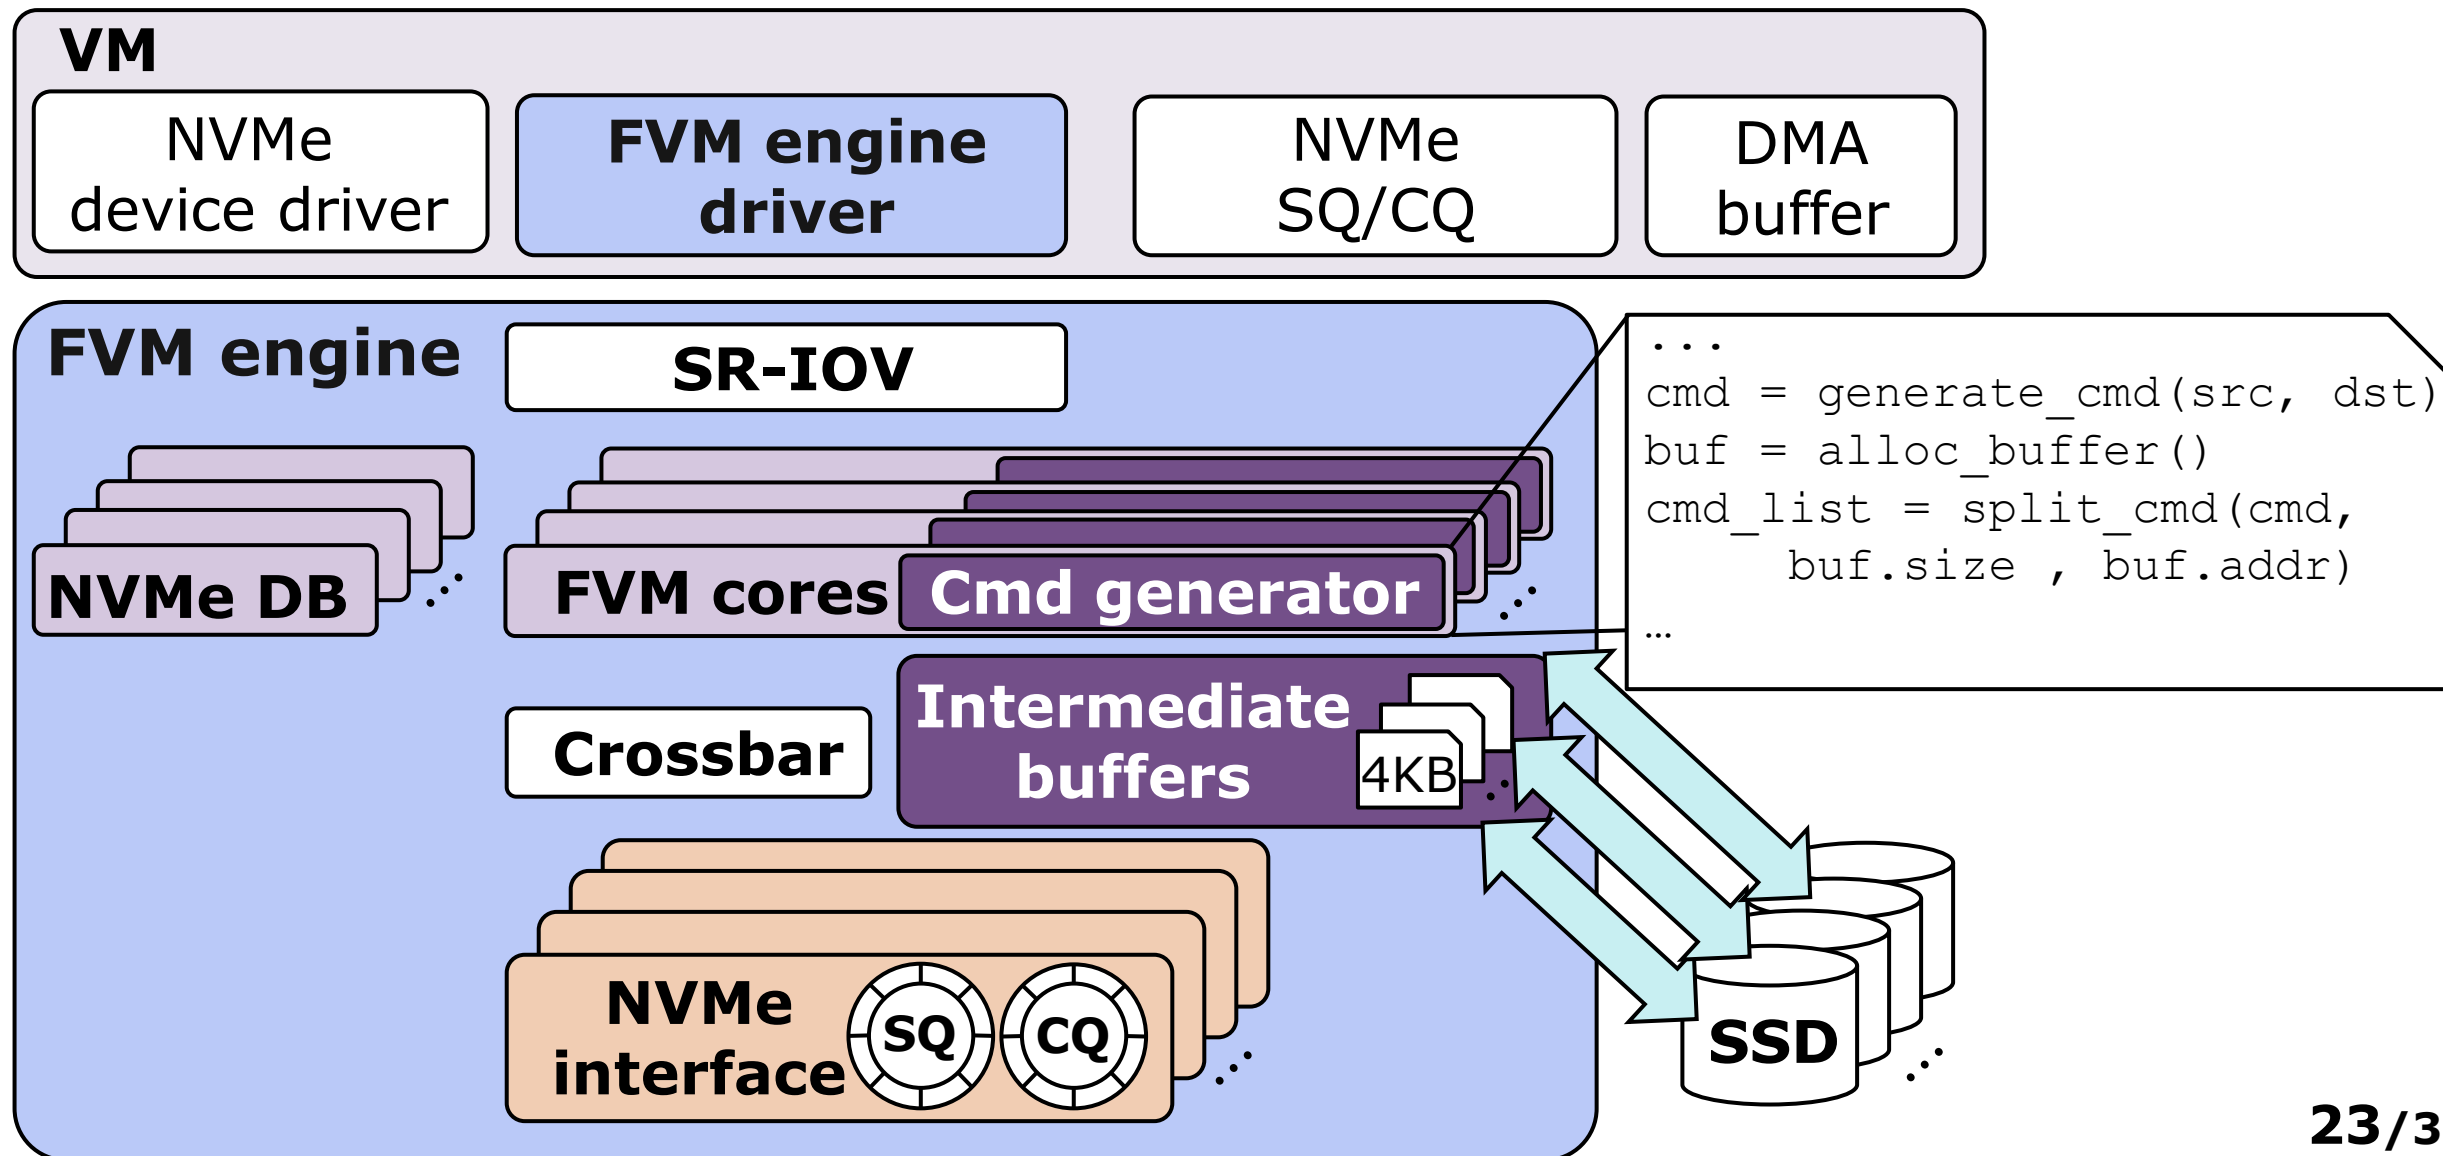 VM
NVMe
device driver
FVM engine
driver
NVMe
SQ/CQ
DMA
buffer
FVM engine
SR-IOV
...
cmd = generate_cmd(src, dst)
buf = alloc_buffer()
cmd_list = split_cmd(cmd,
buf.size , buf.addr)
…
NVMe DB
...
FVM cores
Cmd generator
...
Crossbar
Intermediate
buffers
4KB
...
NVMe
interface
SQ
CQ
...
SSD
...
23/3